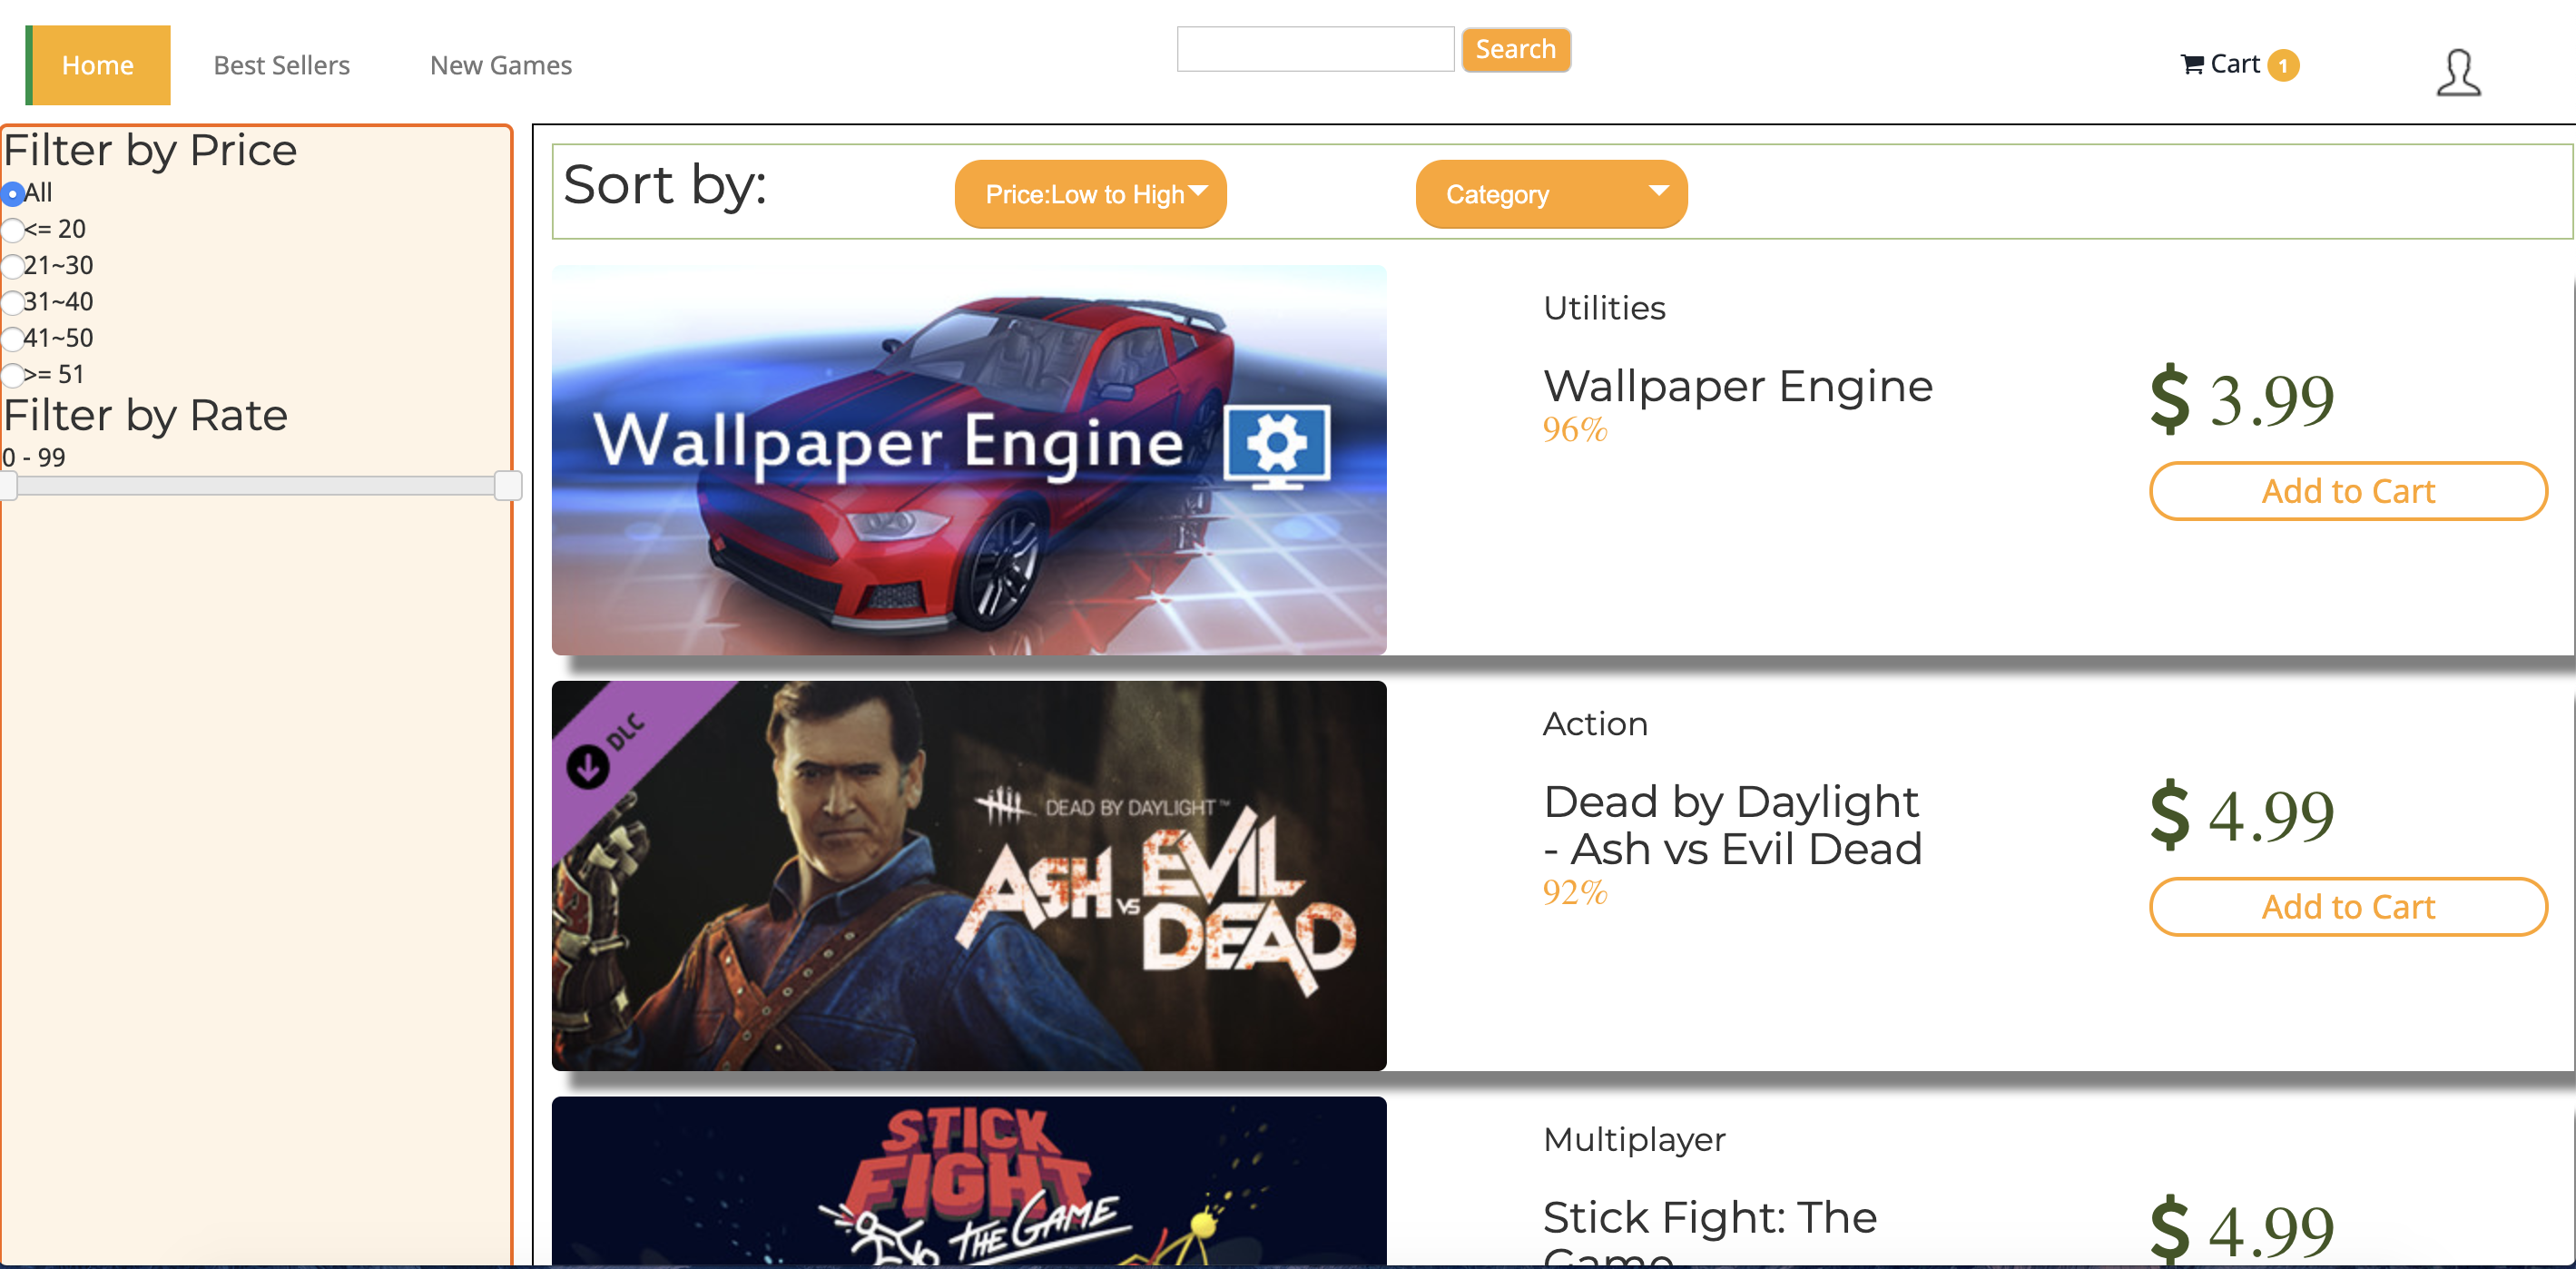 Home
Best Sellers
New Games
Search
Cart 1
Filter by Price
All
<= 20
21~30
31~40
41~50
>= 51
Filter by Rate
0 - 99
Sort by:
Price:Low to High
Category
Wallpaper Engine
Utilities
Wallpaper Engine
96%
$ 3.99
Add to Cart
DLC
DEAD BY DAYLIGHT™
ASH VS EVIL DEAD
Action
Dead by Daylight
- Ash vs Evil Dead
92%
$ 4.99
Add to Cart
STICK
FIGHT
THE GAME
Multiplayer
Stick Fight: The
Game
$ 4.99